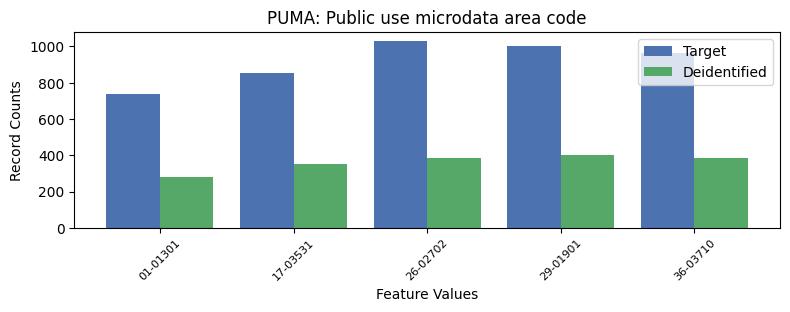 PUMA: Public use microdata area code
Target
Deidentified
Record Counts
1000
800
600
400
200
0
01-01301
17-03531
26-02702
29-01901
36-03710
Feature Values